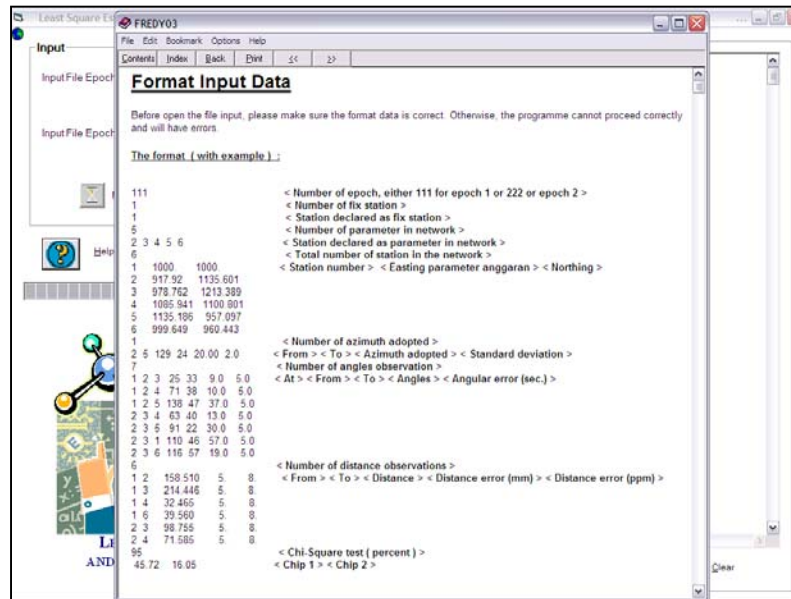 Least Square Es
FREDY03
File Edit Bookmark Options Help
Contents Index Back Print << >>
Input
Input File Epoch
Input File Epoch
Help
Format Input Data
Before open the file input, please make sure the format data is correct. Otherwise, the programme cannot proceed correctly
and will have errors.
The format ( with example ) :
111 < Number of epoch, either 111 for epoch 1 or 222 or epoch 2 >
1 < Number of fix station >
1 < Station declared as fix station >
5 < Number of parameter in network >
2 3 4 5 6 < Station declared as parameter in network >
6 < Total number of station in the network >
1 1000. 1000. < Station number > < Easting parameter anggaran > < Northing >
2 917.92 1135.601
3 978.762 1213.389
4 1085.941 1100.801
5 1135.186 957.097
6 999.649 960.443
1 < Number of azimuth adopted >
2 5 129 24 20.00 2.0 < From > < To > < Azimuth adopted > < Standard deviation >
7 < Number of angles observation >
1 2 3 25 33 9.0 5.0 < At > < From > < To > < Angles > < Angular error (sec.) >
1 2 4 71 38 10.0 5.0
1 2 5 138 47 37.0 5.0
2 3 4 63 40 13.0 5.0
2 3 5 91 22 30.0 5.0
2 3 1 110 46 57.0 5.0
2 3 6 116 57 19.0 5.0
6 < Number of distance observations >
1 2 158.510 5. 8. < From > < To > < Distance > < Distance error (mm) > < Distance error (ppm) >
1 3 214.446 5. 8.
1 4 32.465 5. 8.
1 6 39.560 5. 8.
2 3 98.755 5. 8.
2 4 71.585 5. 8.
95 < Chi-Square test ( percent ) >
45.72 16.05 < Chip 1 > < Chip 2 >
AND
Clear